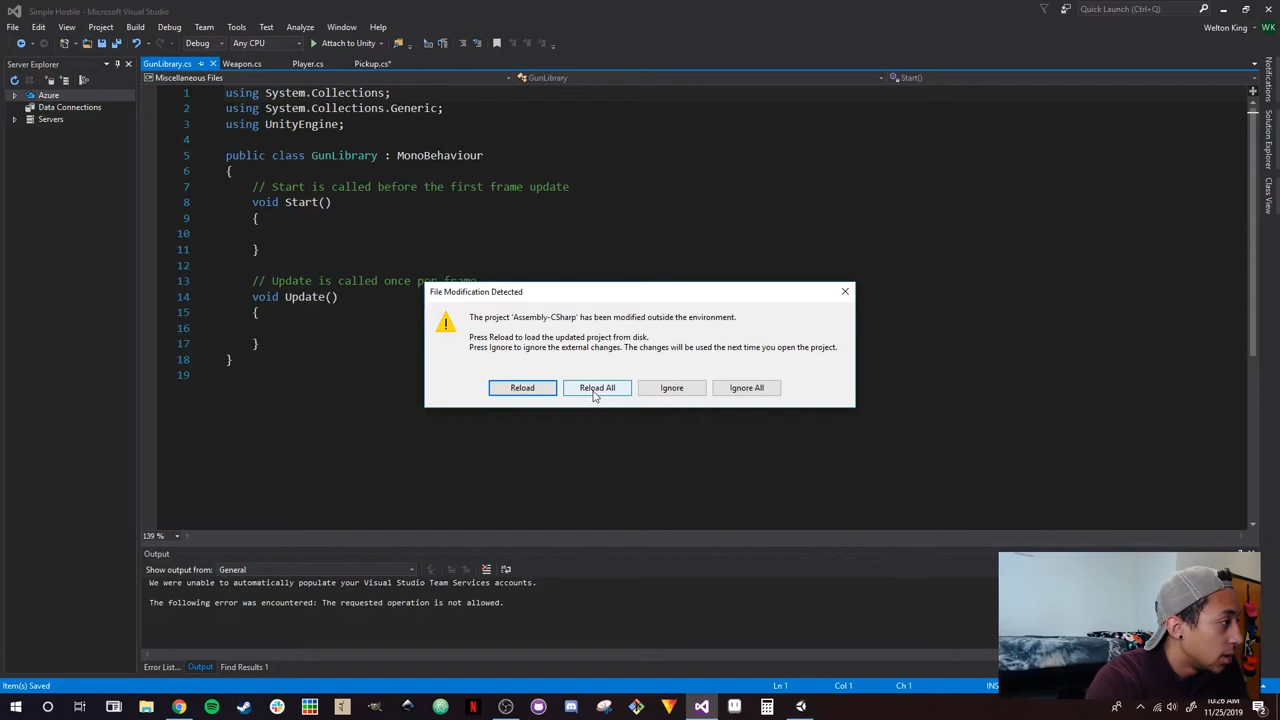 Simple Hostile - Microsoft Visual Studio
Quick Launch (Ctrl+Q)
File Edit View Project Build Debug Team Tools Test Analyze Window Help
Welton King WK
Debug Any CPU Attach to Unity
Server Explorer
GunLibrary.cs Weapon.cs Player.cs Pickup.cs*
Miscellaneous Files GunLibrary Start()
Azure
Data Connections
Servers
1 using System.Collections;
2 using System.Collections.Generic;
3 using UnityEngine;
4
5 public class GunLibrary : MonoBehaviour
6 {
7 // Start is called before the first frame update
8 void Start()
9 {
10
11 }
12
13 // Update is called once per frame
14 void Update()
15 {
16
17 }
18 }
19
File Modification Detected
The project 'Assembly-CSharp' has been modified outside the environment.
Press Reload to load the updated project from disk.
Press Ignore to ignore the external changes. The changes will be used the next time you open the project.
Reload Reload All Ignore Ignore All
Notifications
Solution Explorer
Class View
139 %
Output
Show output from: General
We were unable to automatically populate your Visual Studio Team Services accounts.
The following error was encountered: The requested operation is not allowed.
Error List... Output Find Results 1
Item(s) Saved Ln 1 Col 1 Ch 1 INS
10:26 AM
11/25/2019